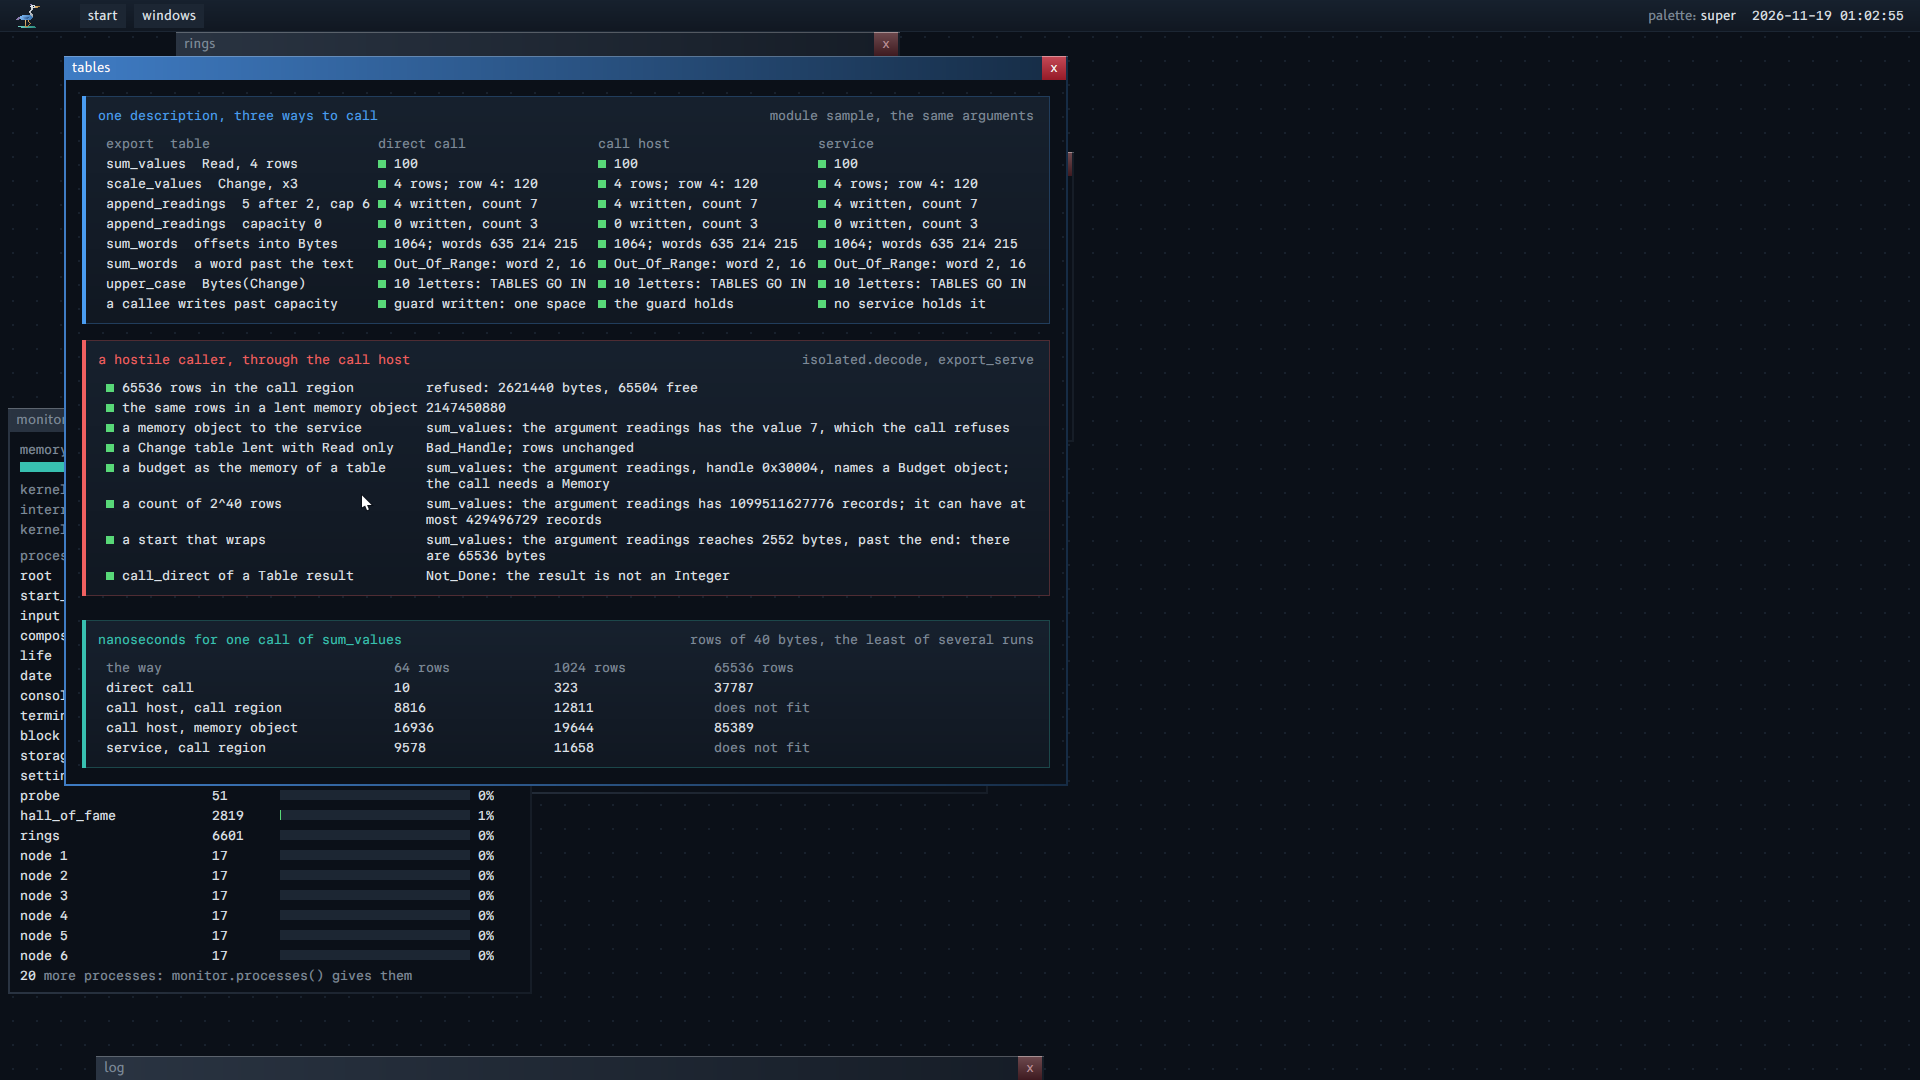 start windows palette: super 2026-11-19 01:02:55
rings x
tables x
one description, three ways to call module sample, the same arguments
export table direct call call host service
sum_values Read, 4 rows 100 100 100
scale_values Change, x3 4 rows; row 4: 120 4 rows; row 4: 120 4 rows; row 4: 120
append_readings 5 after 2, cap 6 4 written, count 7 4 written, count 7 4 written, count 7
append_readings capacity 0 0 written, count 3 0 written, count 3 0 written, count 3
sum_words offsets into Bytes 1064; words 635 214 215 1064; words 635 214 215 1064; words 635 214 215
sum_words a word past the text Out_Of_Range: word 2, 16 Out_Of_Range: word 2, 16 Out_Of_Range: word 2, 16
upper_case Bytes(Change) 10 letters: TABLES GO IN 10 letters: TABLES GO IN 10 letters: TABLES GO IN
a callee writes past capacity guard written: one space the guard holds no service holds it
a hostile caller, through the call host isolated.decode, export_serve
65536 rows in the call region refused: 2621440 bytes, 65504 free
the same rows in a lent memory object 2147450880
a memory object to the service sum_values: the argument readings has the value 7, which the call refuses
a Change table lent with Read only Bad_Handle; rows unchanged
a budget as the memory of a table sum_values: the argument readings, handle 0x30004, names a Budget object;
the call needs a Memory
a count of 2^40 rows sum_values: the argument readings has 1099511627776 records; it can have at
most 429496729 records
a start that wraps sum_values: the argument readings reaches 2552 bytes, past the end: there
are 65536 bytes
call_direct of a Table result Not_Done: the result is not an Integer
nanoseconds for one call of sum_values rows of 40 bytes, the least of several runs
the way 64 rows 1024 rows 65536 rows
direct call 10 323 37787
call host, call region 8816 12811 does not fit
call host, memory object 16936 19644 85389
service, call region 9578 11658 does not fit
monitor
memory
kernel
inter
kernel
proces
root
start_
input
compos
life
date
consol
termin
block
storag
settin
probe 51 0%
hall_of_fame 2819 1%
rings 6601 0%
node 1 17 0%
node 2 17 0%
node 3 17 0%
node 4 17 0%
node 5 17 0%
node 6 17 0%
20 more processes: monitor.processes() gives them
log x